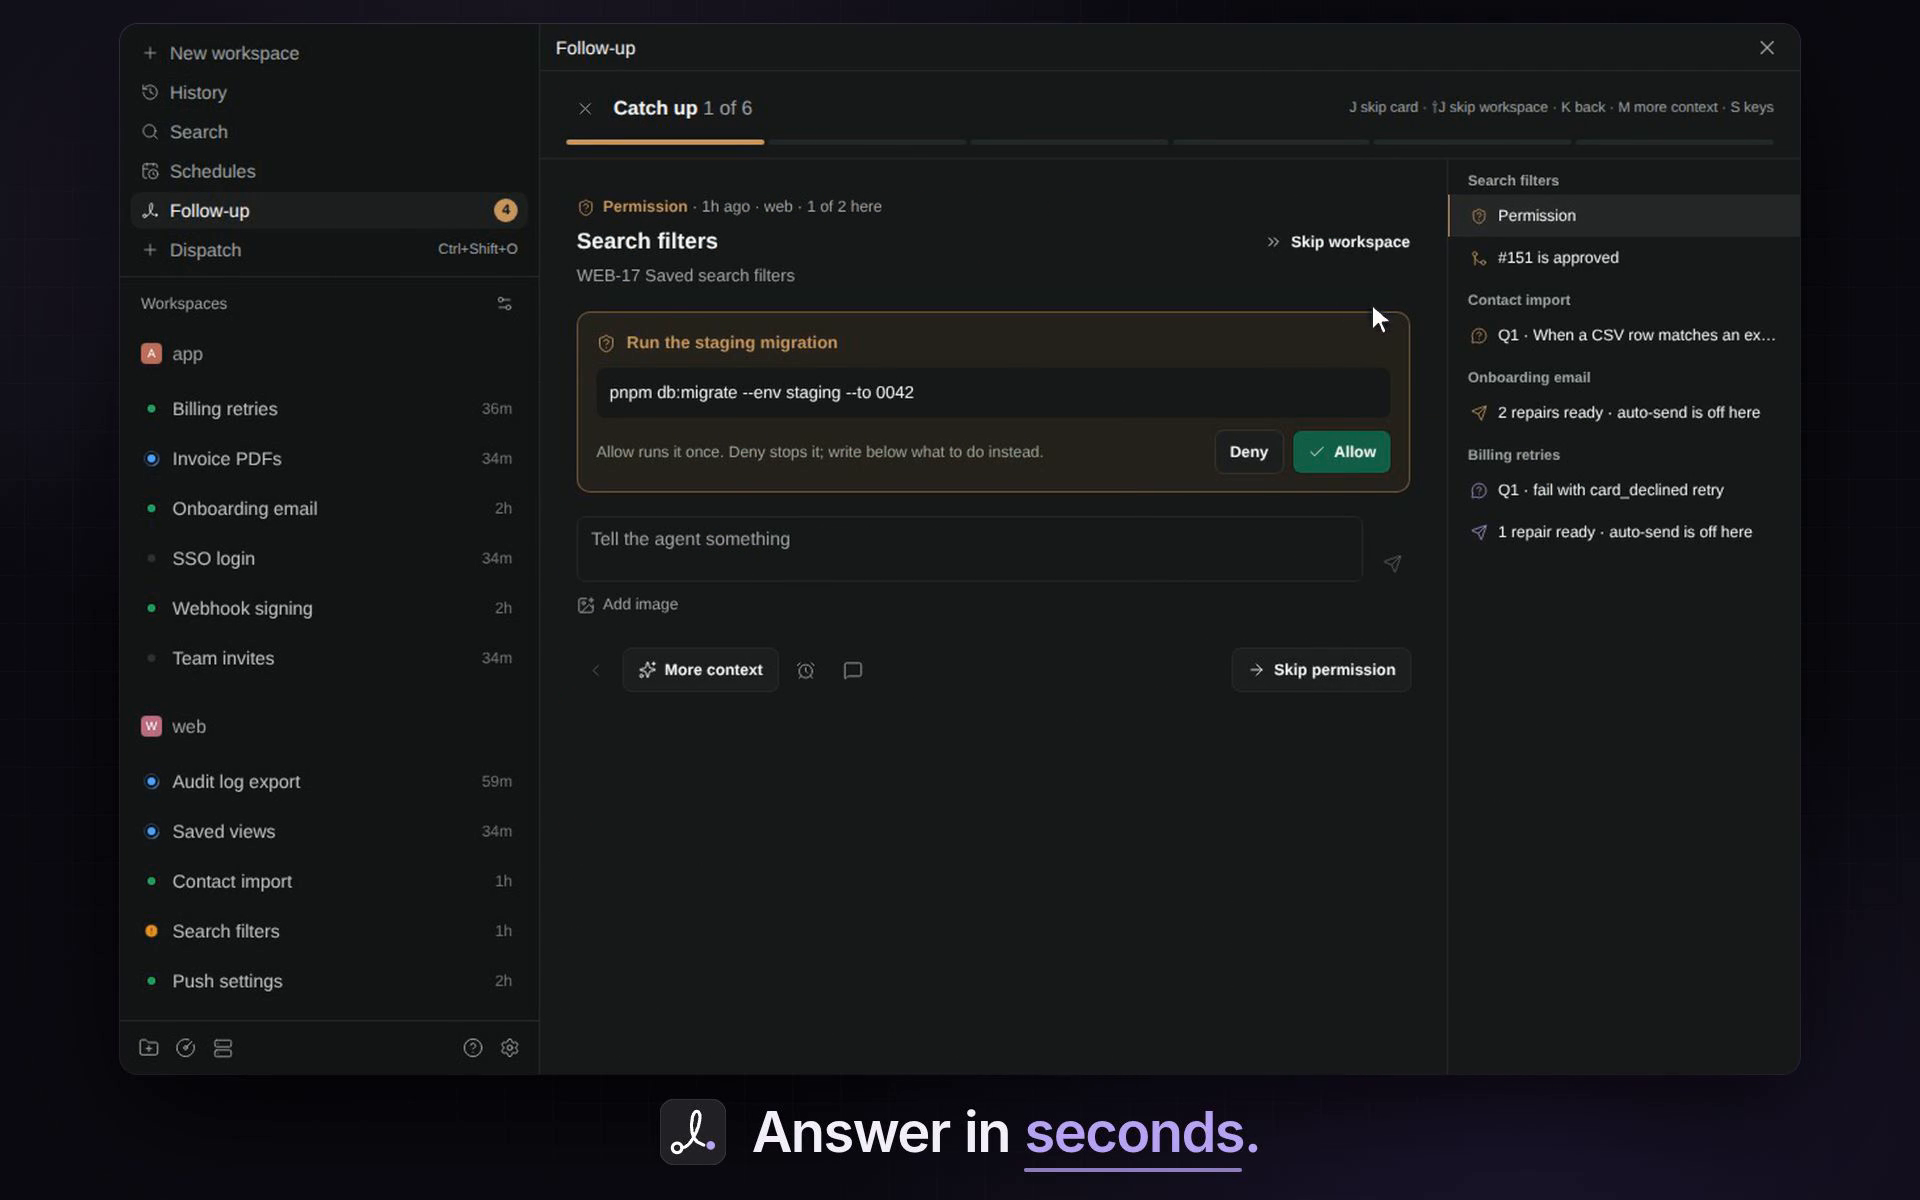 New workspace
History
Search
Schedules
Follow-up 4
Dispatch Ctrl+Shift+O
Workspaces
A app
Billing retries 36m
Invoice PDFs 34m
Onboarding email 2h
SSO login 34m
Webhook signing 2h
Team invites 34m
W web
Audit log export 59m
Saved views 34m
Contact import 1h
Search filters 1h
Push settings 2h
Follow-up
Catch up 1 of 6
J skip card · ⇧J skip workspace · K back · M more context · S keys
Permission · 1h ago · web · 1 of 2 here
Search filters
Skip workspace
WEB-17 Saved search filters
Run the staging migration
pnpm db:migrate --env staging --to 0042
Allow runs it once. Deny stops it; write below what to do instead.
Deny
Allow
Tell the agent something
Add image
More context
Skip permission
Search filters
Permission
#151 is approved
Contact import
Q1 · When a CSV row matches an ex...
Onboarding email
2 repairs ready · auto-send is off here
Billing retries
Q1 · fail with card_declined retry
1 repair ready · auto-send is off here
Answer in seconds.